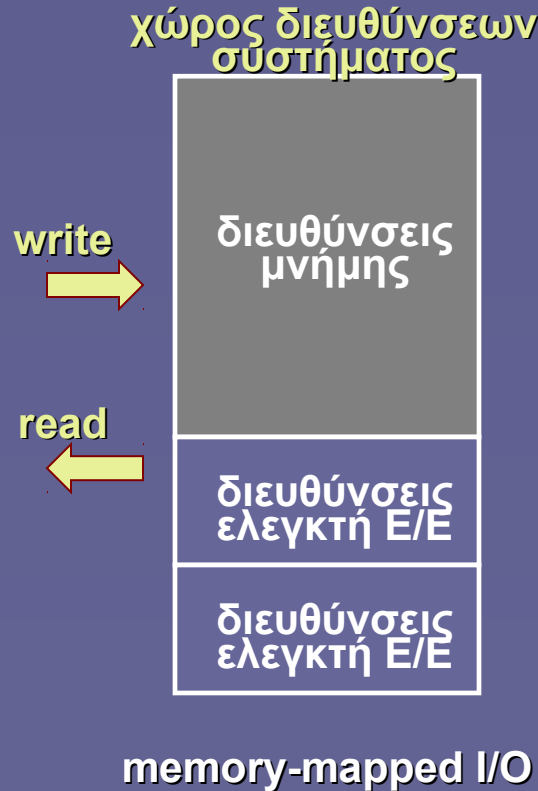 χώρος διευθύνσεων
συστήματος
write
διευθύνσεις
μνήμης
read
διευθύνσεις
ελεγκτή Ε/Ε
διευθύνσεις
ελεγκτή Ε/Ε
memory-mapped I/O